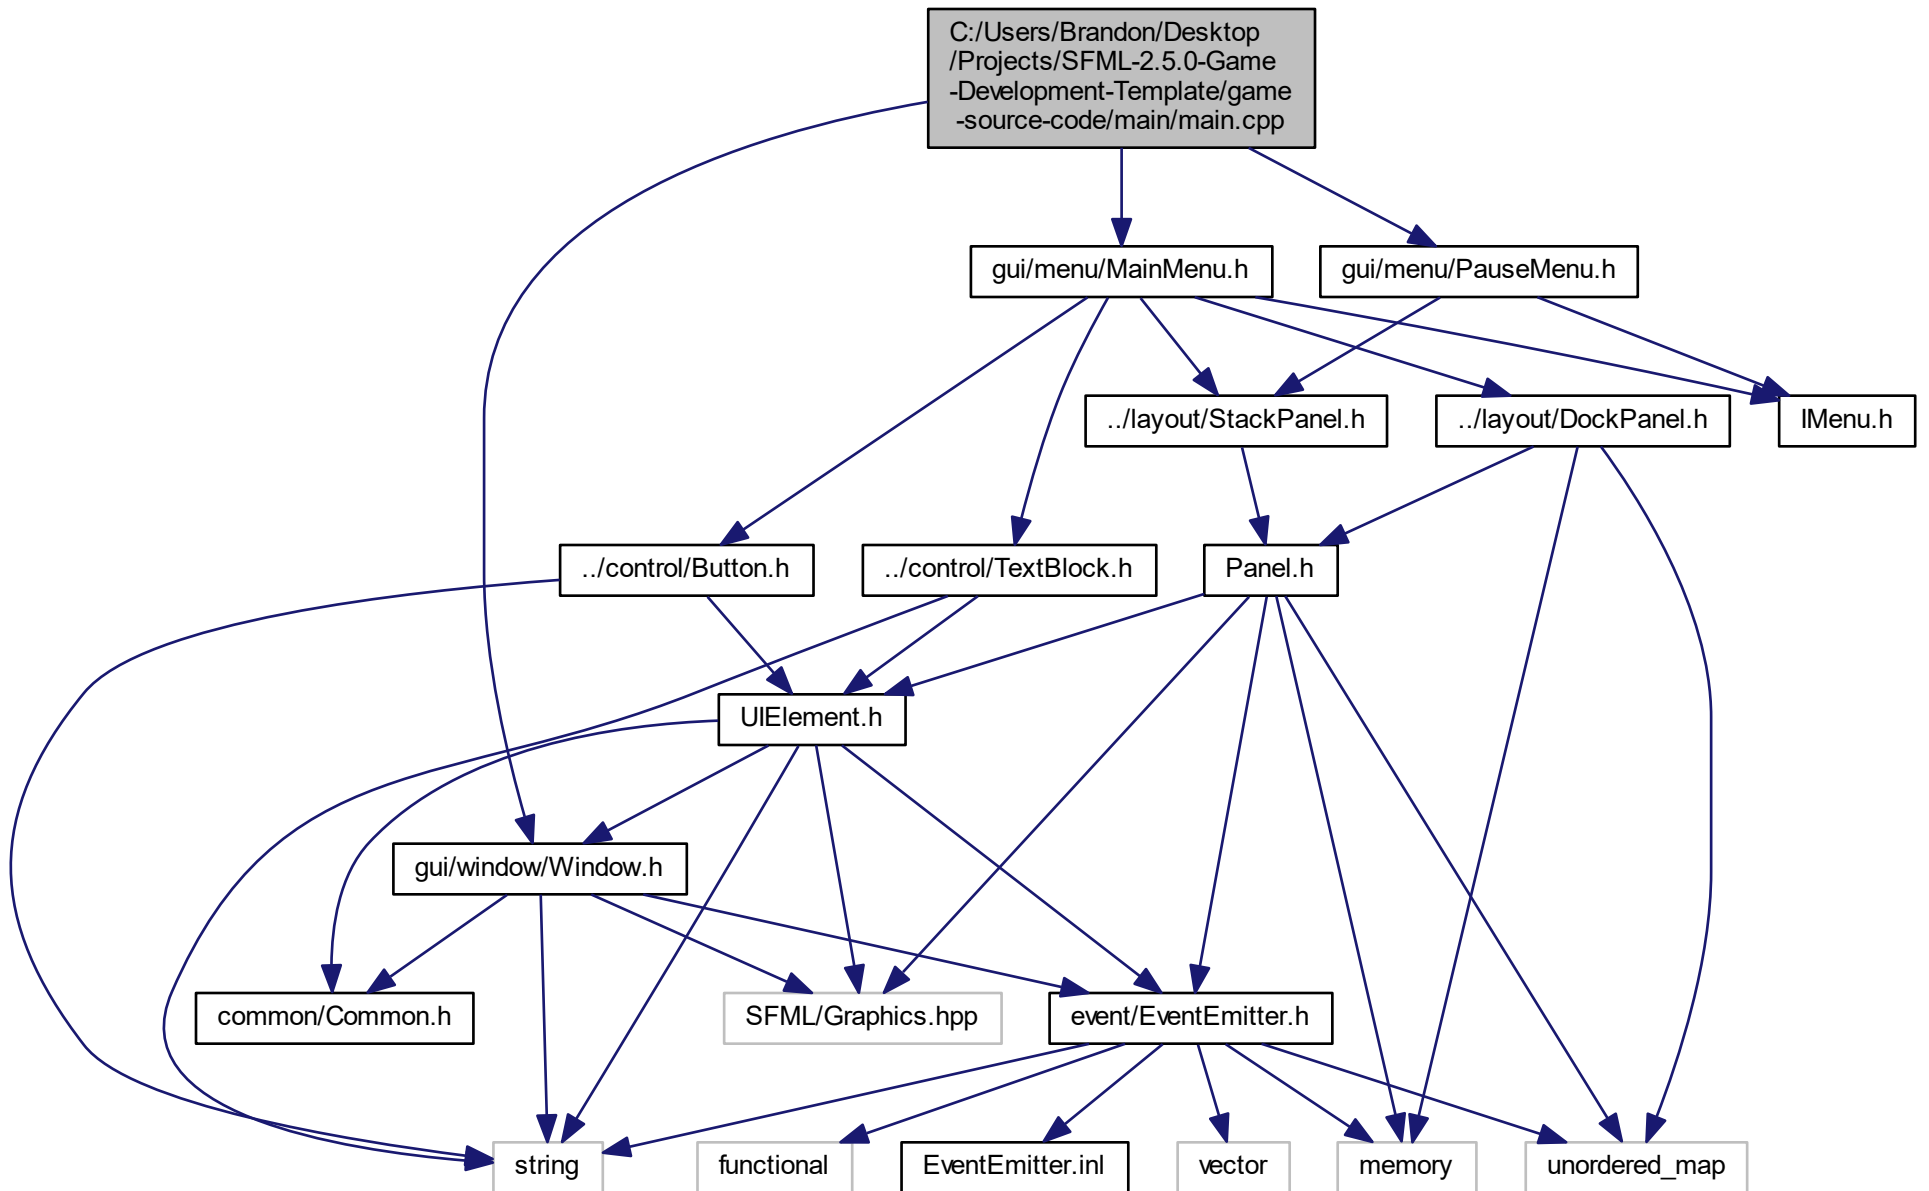 C:/Users/Brandon/Desktop
/Projects/SFML-2.5.0-Game
-Development-Template/game
-source-code/main/main.cpp
gui/menu/MainMenu.h
gui/menu/PauseMenu.h
../layout/StackPanel.h
../layout/DockPanel.h
IMenu.h
../control/Button.h
../control/TextBlock.h
Panel.h
UIElement.h
gui/window/Window.h
common/Common.h
SFML/Graphics.hpp
event/EventEmitter.h
string
functional
EventEmitter.inl
vector
memory
unordered_map